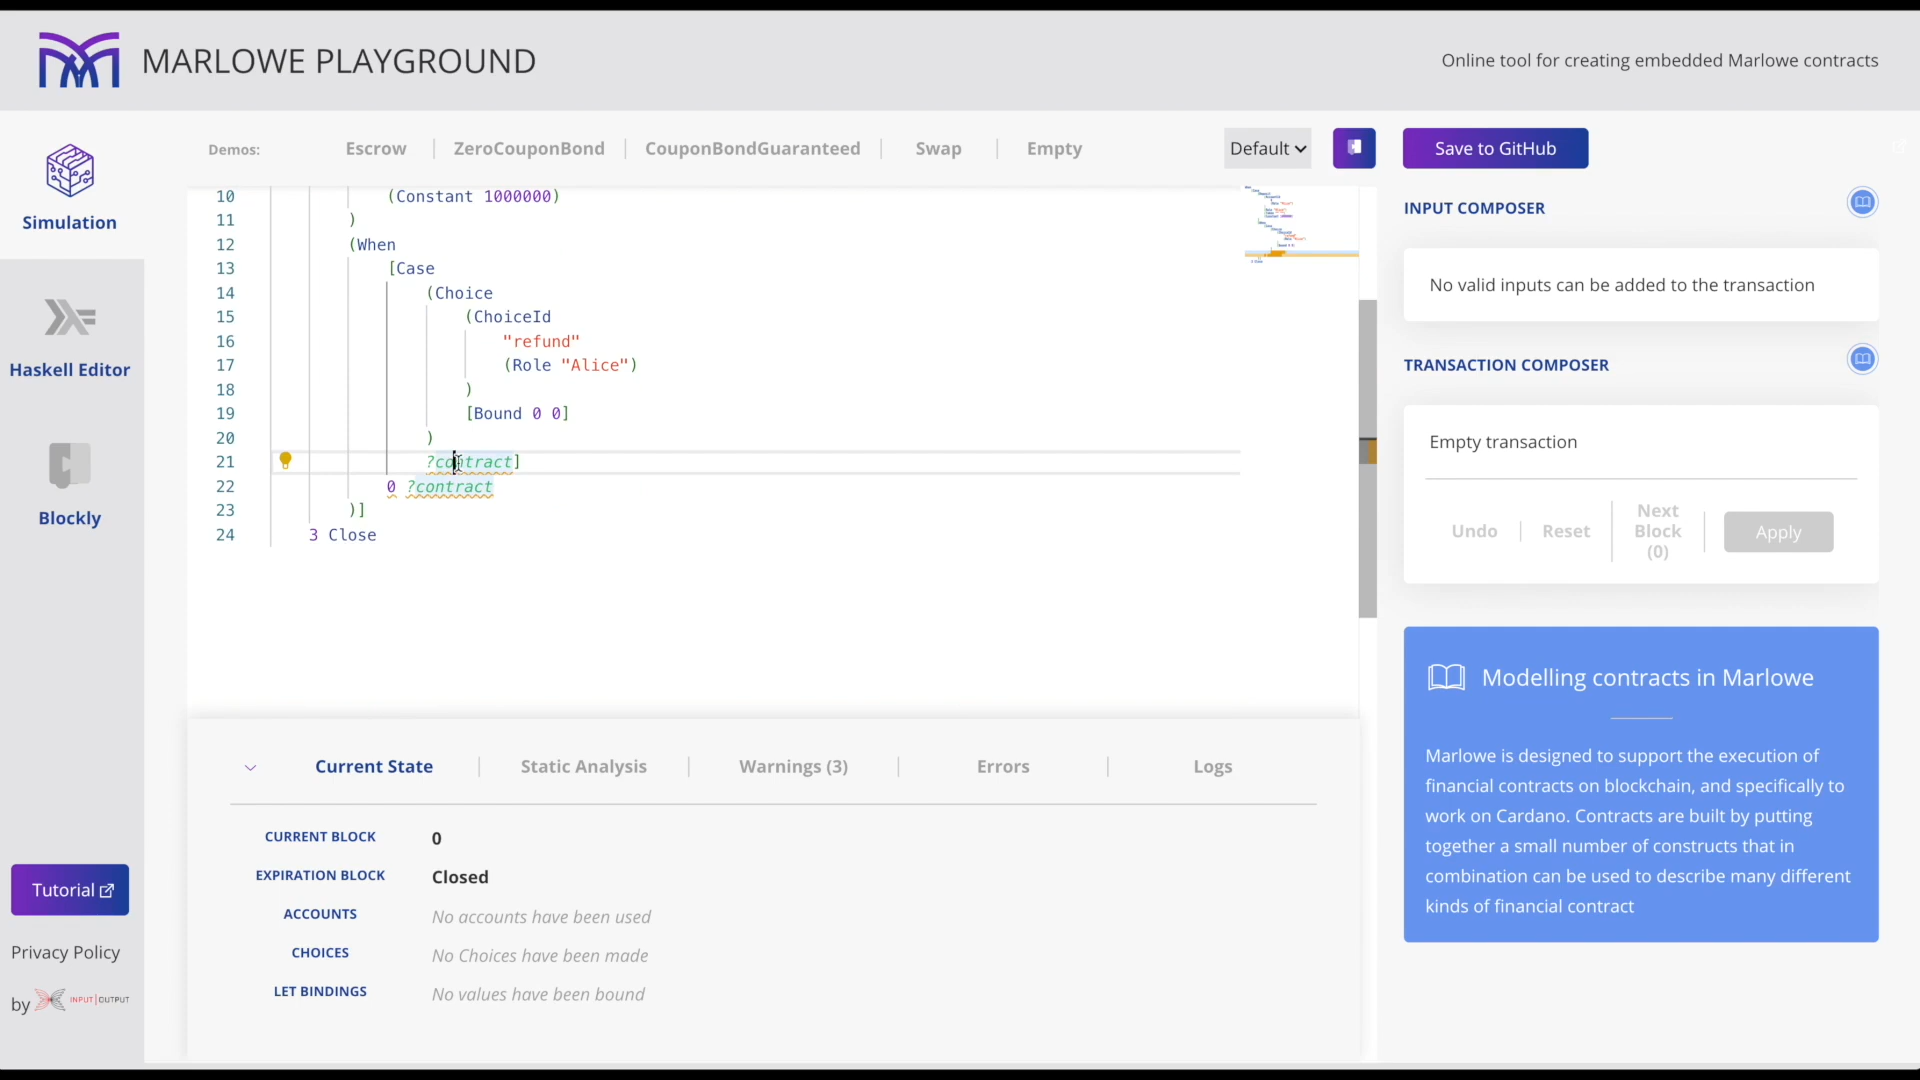 MARLOWE PLAYGROUND
Online tool for creating embedded Marlowe contracts
Simulation
Haskell Editor
Blockly
Tutorial
Privacy Policy
by INPUT|OUTPUT
Demos:
Escrow
ZeroCouponBond
CouponBondGuaranteed
Swap
Empty
Default
Save to GitHub
10 (Constant 1000000)
11 )
12 (When
13 [Case
14 (Choice
15 (ChoiceId
16 "refund"
17 (Role "Alice")
18 )
19 [Bound 0 0]
20 )
21 ?contract]
22 0 ?contract
23 )]
24 3 Close
Current State
Static Analysis
Warnings (3)
Errors
Logs
CURRENT BLOCK 0
EXPIRATION BLOCK Closed
ACCOUNTS No accounts have been used
CHOICES No Choices have been made
LET BINDINGS No values have been bound
INPUT COMPOSER
No valid inputs can be added to the transaction
TRANSACTION COMPOSER
Empty transaction
Undo
Reset
Next
Block
(0)
Apply
Modelling contracts in Marlowe
Marlowe is designed to support the execution of
financial contracts on blockchain, and specifically to
work on Cardano. Contracts are built by putting
together a small number of constructs that in
combination can be used to describe many different
kinds of financial contract